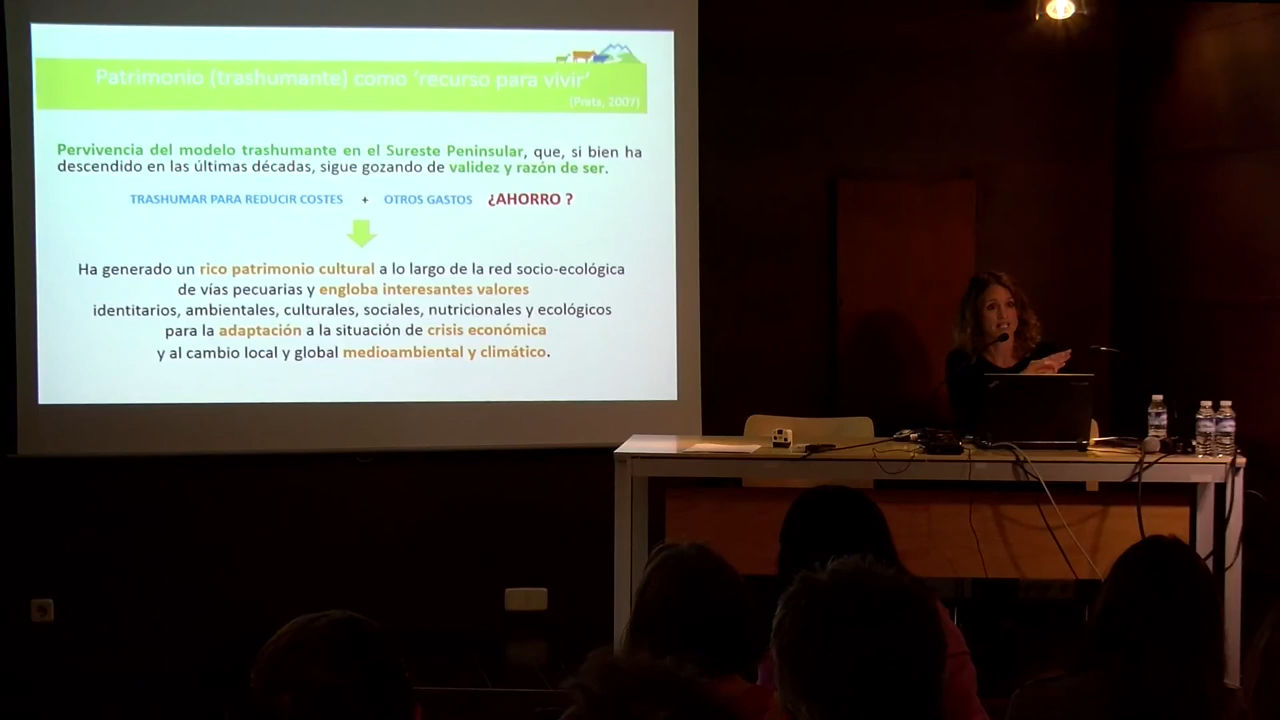 Patrimonio (trashumante) como 'recurso para vivir'
(Prats, 2007)
Pervivencia del modelo trashumante en el Sureste Peninsular, que, si bien ha
descendido en las últimas décadas, sigue gozando de validez y razón de ser.
TRASHUMAR PARA REDUCIR COSTES + OTROS GASTOS ¿AHORRO ?
Ha generado un rico patrimonio cultural a lo largo de la red socio-ecológica
de vías pecuarias y engloba interesantes valores
identitarios, ambientales, culturales, sociales, nutricionales y ecológicos
para la adaptación a la situación de crisis económica
y al cambio local y global medioambiental y climático.